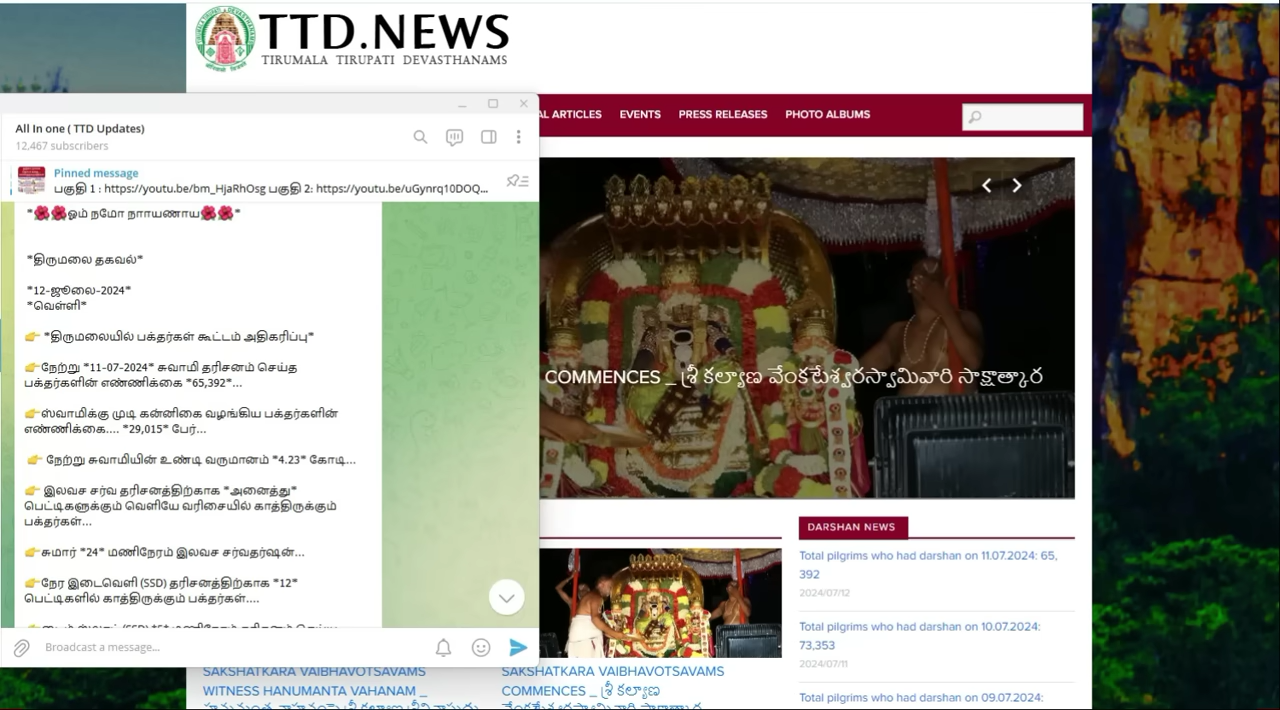 TTD.NEWS
TIRUMALA TIRUPATI DEVASTHANAMS
AL ARTICLES EVENTS PRESS RELEASES PHOTO ALBUMS
All In one ( TTD Updates)
12,467 subscribers
Pinned message
பகுதி 1 : https://youtu.be/bm_HjaRhOsg பகுதி 2: https://youtu.be/uGynrq10DOQ...
*🌺🌺ஓம் நமோ நாராயணாய🌺🌺*
*திருமலை தகவல்*
*12-ஜூலை-2024*
*வெள்ளி*
👉 *திருமலையில் பக்தர்கள் கூட்டம் அதிகரிப்பு*
👉நேற்று *11-07-2024* சுவாமி தரிசனம் செய்த
பக்தர்களின் எண்ணிக்கை *65,392*...
👉ஸ்வாமிக்கு முடி கன்னிகை வழங்கிய பக்தர்களின்
எண்ணிக்கை.... *29,015* பேர்...
👉 நேற்று சுவாமியின் உண்டி வருமானம் *4.23* கோடி...
👉 இலவச சர்வ தரிசனத்திற்காக *அனைத்து*
பெட்டிகளுக்கும் வெளியே வரிசையில் காத்திருக்கும்
பக்தர்கள்...
👉சுமார் *24* மணிநேரம் இலவச சர்வதர்ஷன்...
👉நேர இடைவெளி (SSD) தரிசனத்திற்காக *12*
பெட்டிகளில் காத்திருக்கும் பக்தர்கள்....
Broadcast a message...
COMMENCES _ శ్రీ కల్యాణ వేంకటేశ్వరస్వామివారి సాక్షాత్కార
DARSHAN NEWS
Total pilgrims who had darshan on 11.07.2024: 65,
392
2024/07/12
Total pilgrims who had darshan on 10.07.2024:
73,353
2024/07/11
Total pilgrims who had darshan on 09.07.2024:
SAKSHATKARA VAIBHAVOTSAVAMS
WITNESS HANUMANTA VAHANAM _
SAKSHATKARA VAIBHAVOTSAVAMS
COMMENCES _ శ్రీ కల్యాణ